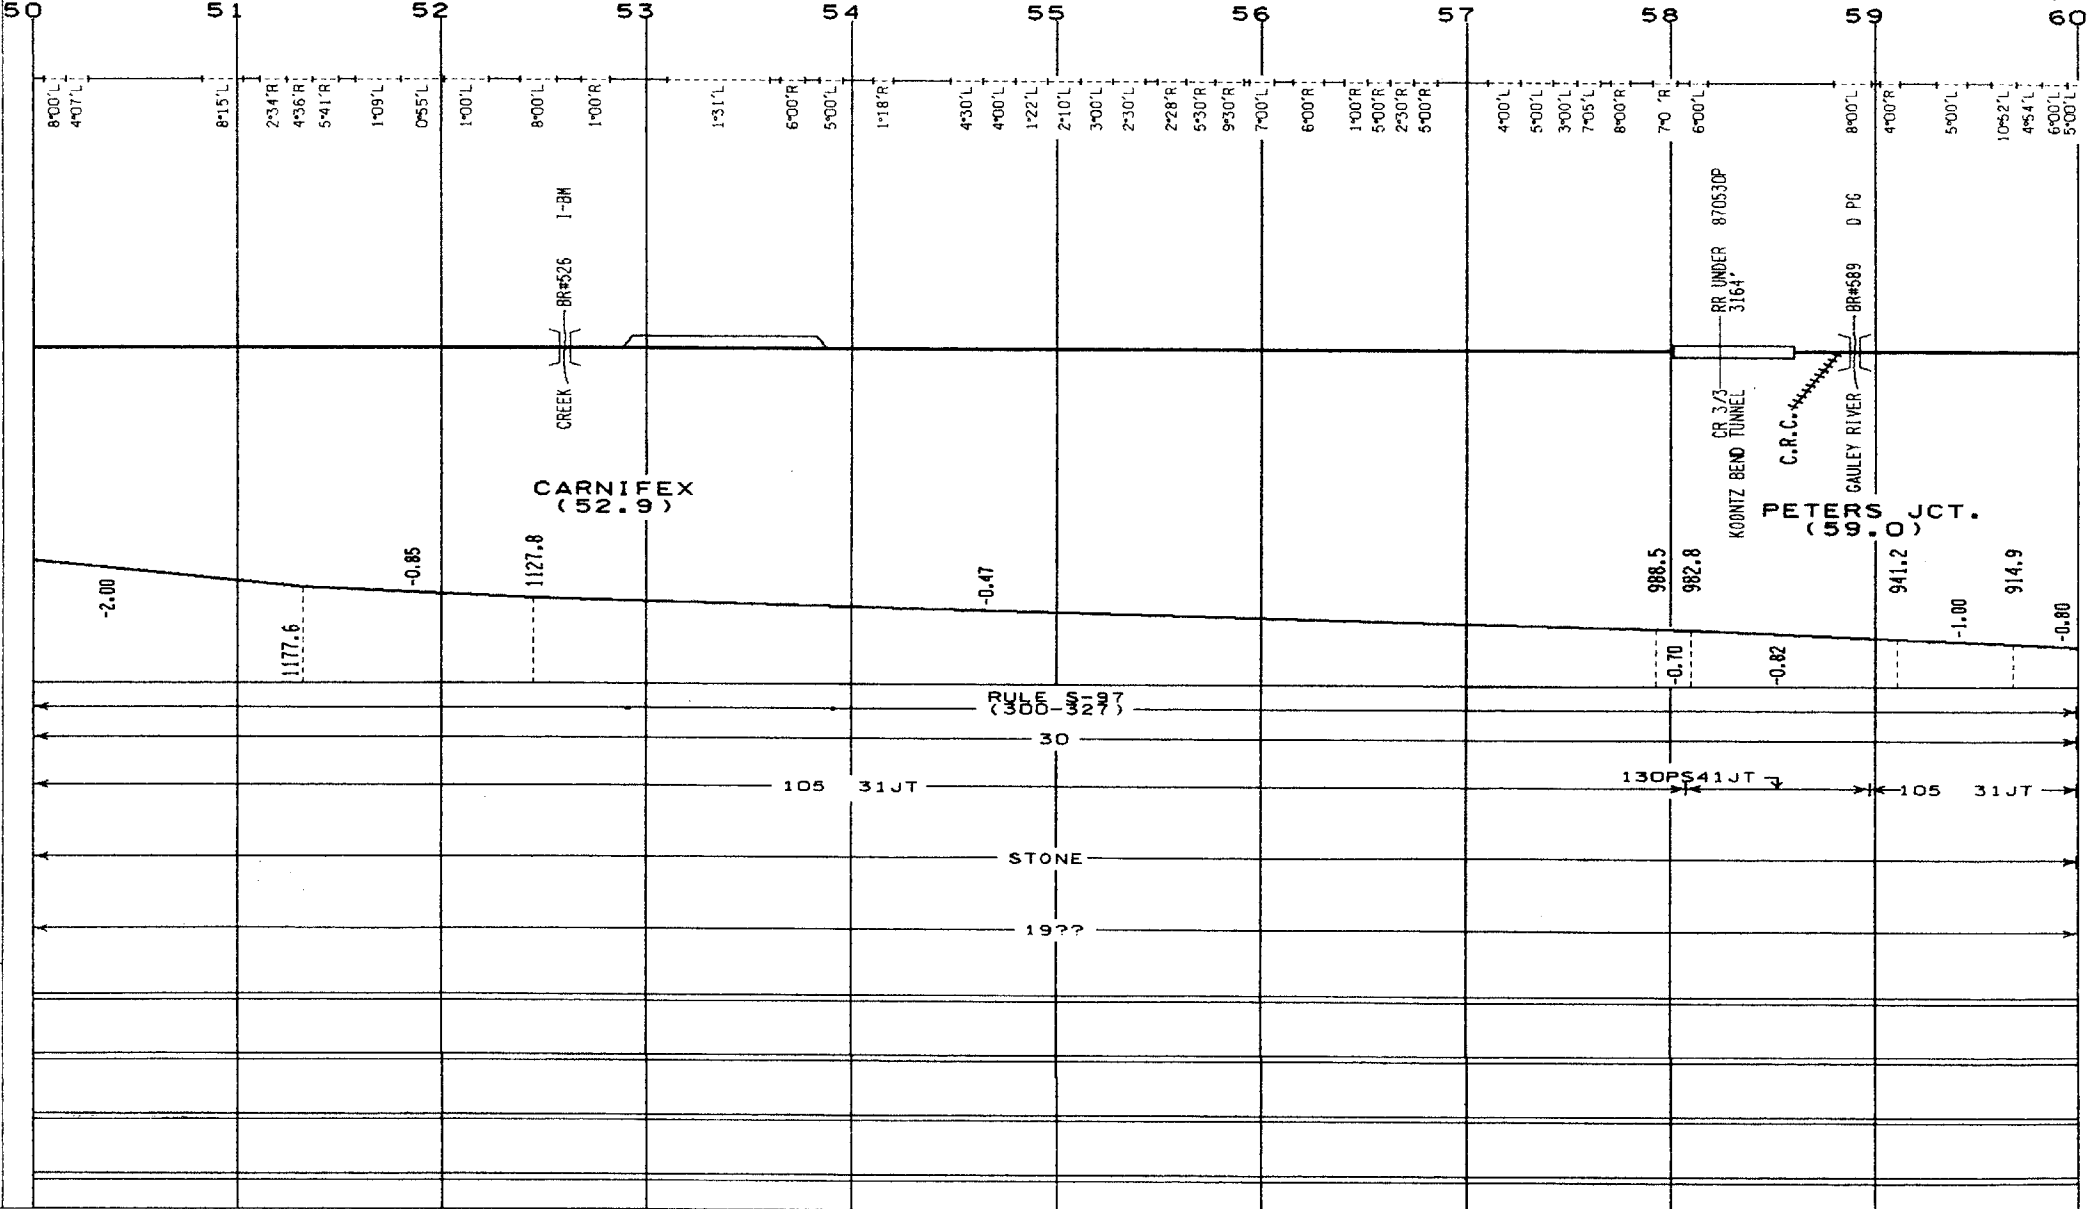 50 51 52 53 54 55 56 57 58 59 60
8°00'L
4°07'L
8°15'L
2°34'R
4°36'R
5°41'R
1°09'L
0°55'L
1°00'L
8°00'L
1°00'R
1°31'L
6°00'R
5°00'L
1°18'R
4°30'L
4°00'L
1°22'L
2°10'L
3°00'L
2°30'L
2°28'R
5°30'R
9°30'R
7°00'L
6°00'R
1°00'R
5°00'R
2°30'R
5°00'R
4°00'L
5°00'L
3°00'L
7°05'L
8°00'R
7°0 'R
6°00'L
8°00'L
4°00'R
5°00'L
10°52'L
4°54'L
6°00'L
5°00'L
CREEK BR#526 1-BM
CR 3/3 RR UNDER 870530P
KOONTZ BEND TUNNEL 3164'
C.R.C.
GAULEY RIVER BR#589 D PG
CARNIFEX
(52.9)
PETERS JCT.
(59.0)
-2.00
1177.6
-0.85
1127.8
-0.47
988.5
-0.70
982.8
-0.82
941.2
-1.00
914.9
-0.80
RULE S-97
(300-327)
30
105 31JT
130PS41JT
105 31JT
STONE
19??